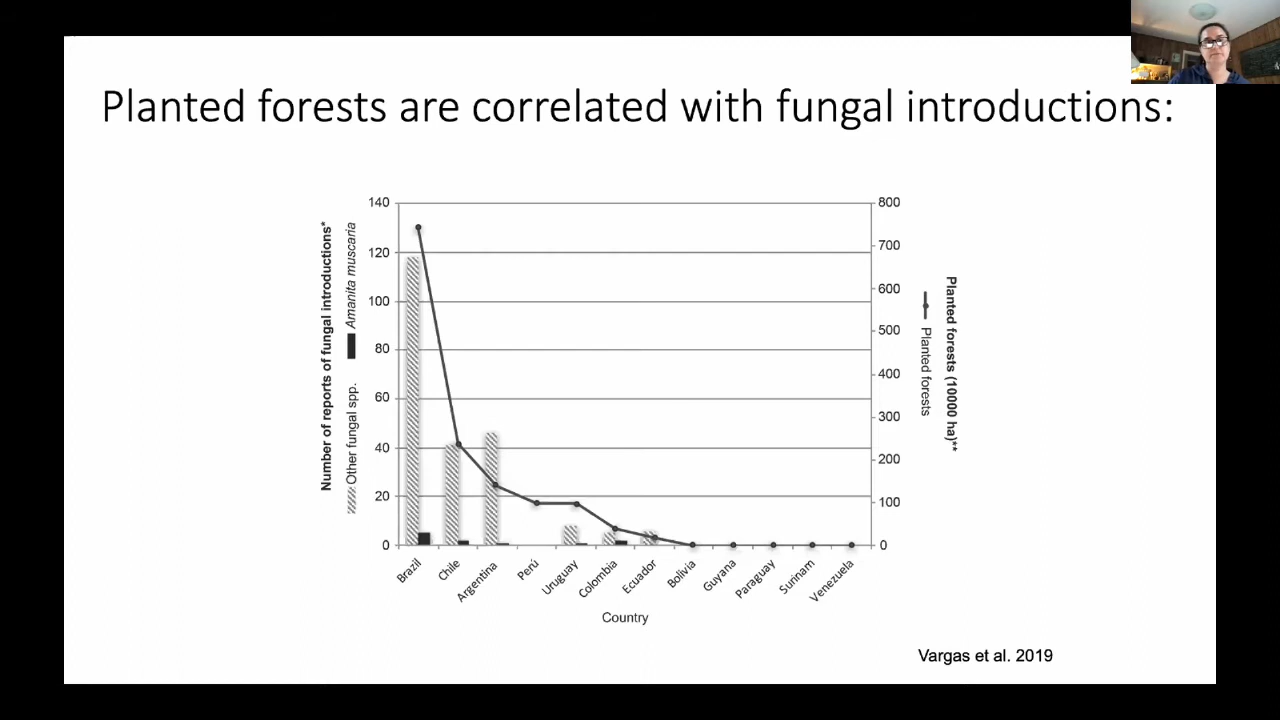 Planted forests are correlated with fungal introductions:
Number of reports of fungal introductions*
Other fungal spp.
Amanita muscaria
140
120
100
80
60
40
20
0
800
700
600
500
400
300
200
100
0
Planted forests
Planted forests (10000 ha)**
Brazil
Chile
Argentina
Perú
Uruguay
Colombia
Ecuador
Bolivia
Guyana
Paraguay
Surinam
Venezuela
Country
Vargas et al. 2019